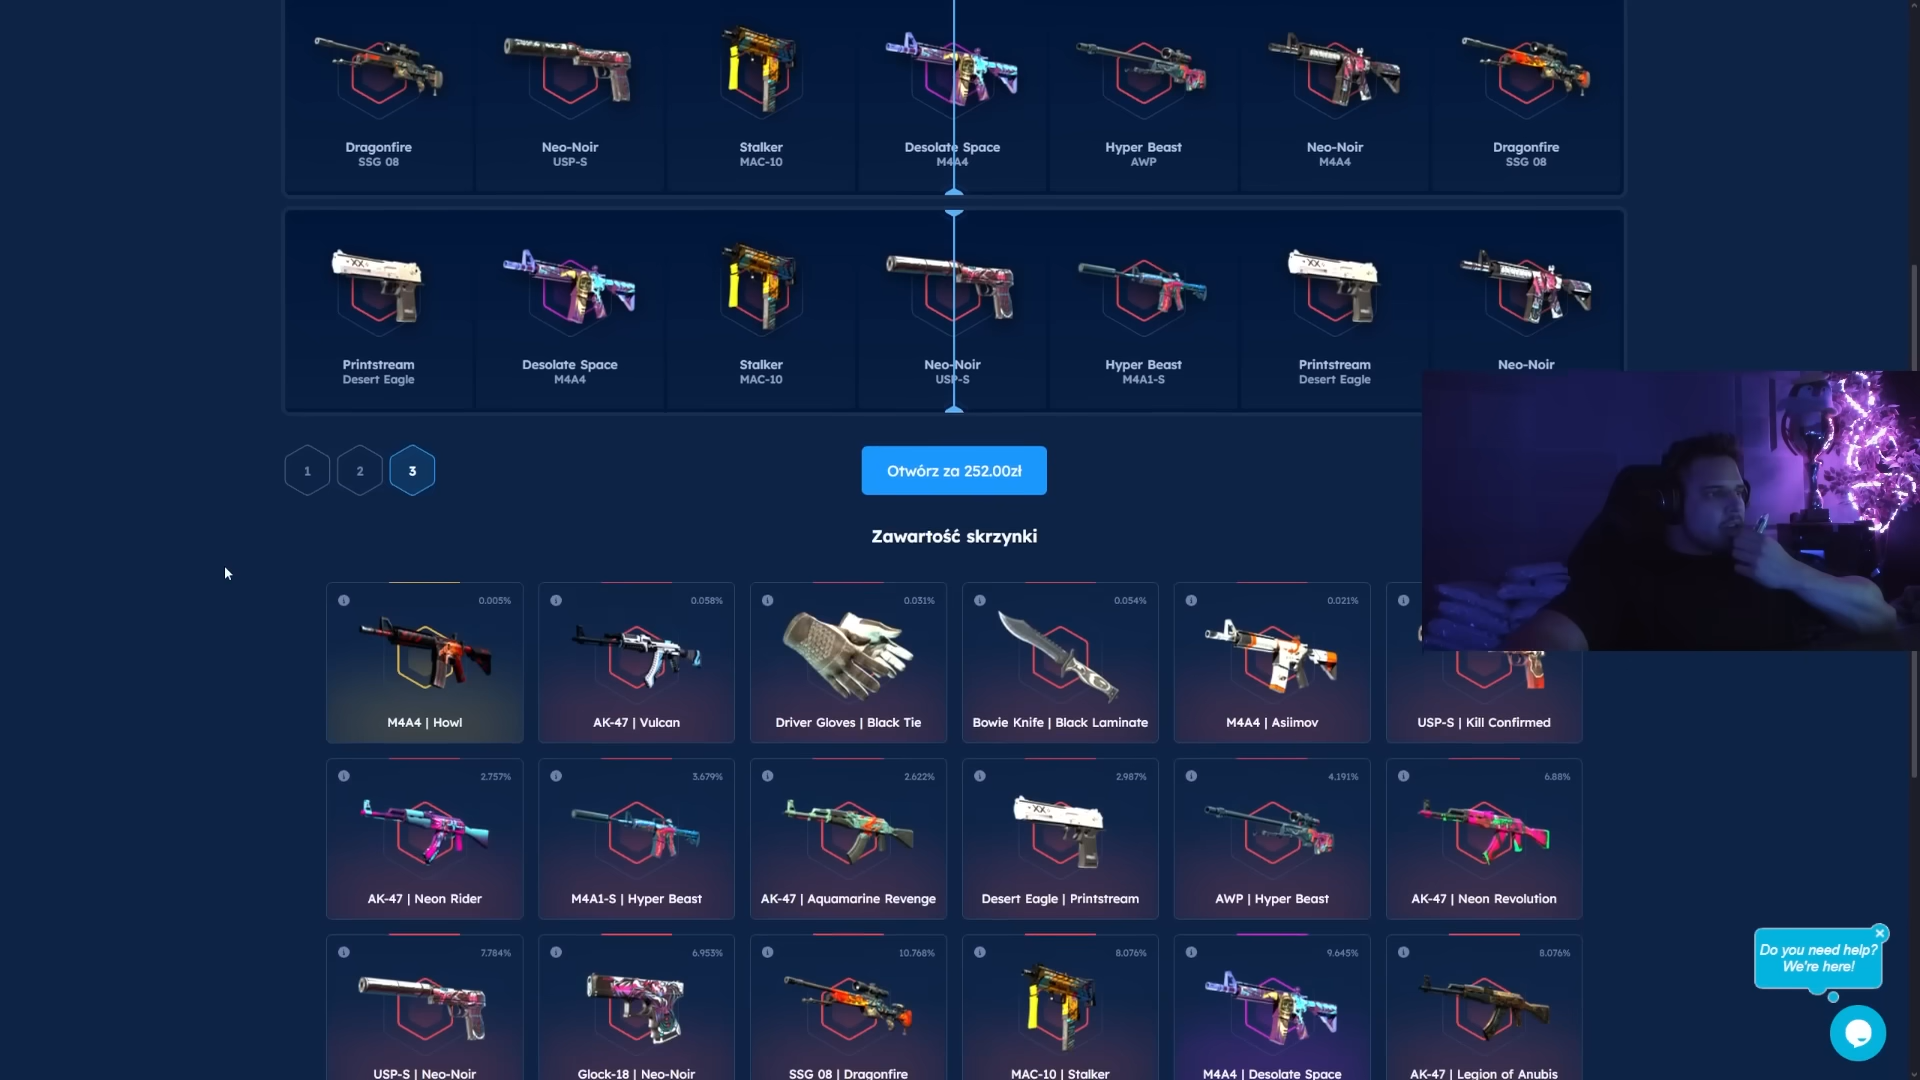 Dragonfire
SSG 08
Neo-Noir
USP-S
Stalker
MAC-10
Desolate Space
M4A4
Hyper Beast
AWP
Neo-Noir
M4A4
Dragonfire
SSG 08
Printstream
Desert Eagle
Desolate Space
M4A4
Stalker
MAC-10
Neo-Noir
USP-S
Hyper Beast
M4A1-S
Printstream
Desert Eagle
Neo-Noir
1 2 3
Otwórz za 252.00zł
Zawartość skrzynki
0.005%
M4A4 | Howl
0.058%
AK-47 | Vulcan
0.031%
Driver Gloves | Black Tie
0.054%
Bowie Knife | Black Laminate
0.021%
M4A4 | Asiimov
USP-S | Kill Confirmed
2.757%
AK-47 | Neon Rider
3.679%
M4A1-S | Hyper Beast
2.622%
AK-47 | Aquamarine Revenge
2.987%
Desert Eagle | Printstream
4.191%
AWP | Hyper Beast
6.88%
AK-47 | Neon Revolution
7.784%
USP-S | Neo-Noir
6.953%
Glock-18 | Neo-Noir
10.768%
SSG 08 | Dragonfire
8.076%
MAC-10 | Stalker
9.645%
M4A4 | Desolate Space
8.076%
AK-47 | Legion of Anubis
Do you need help?
We're here!